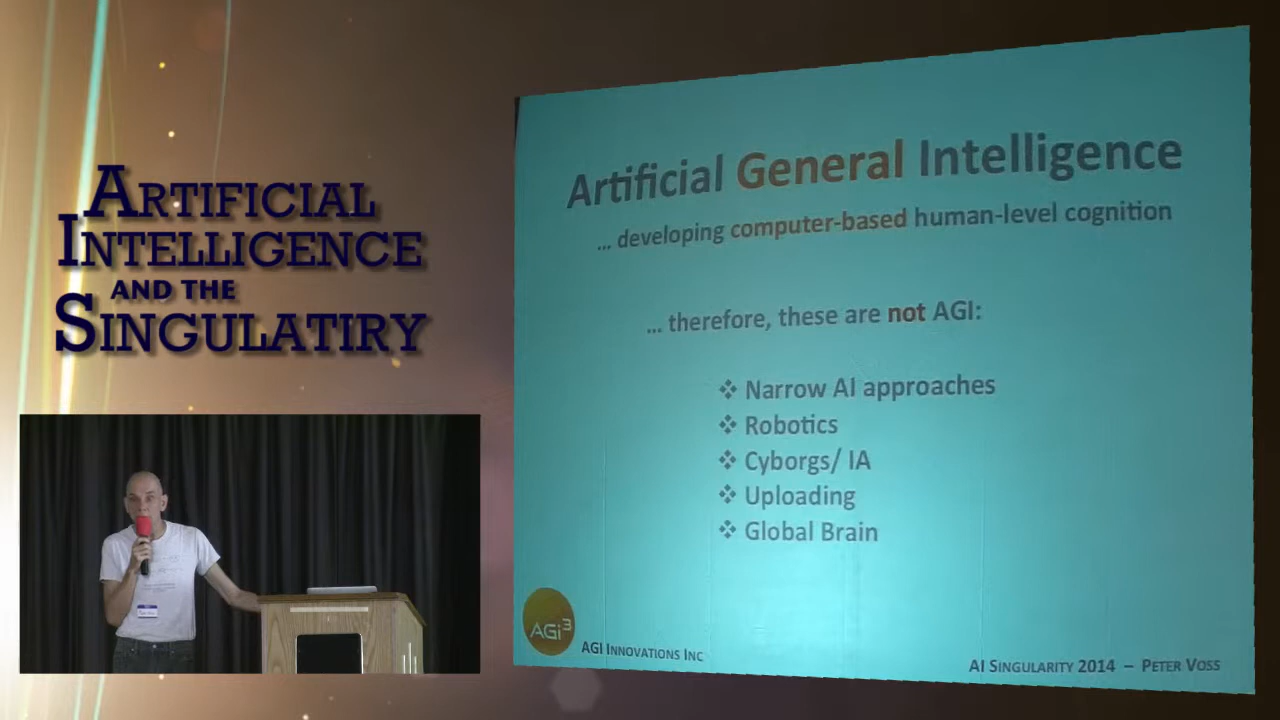 ARTIFICIAL
INTELLIGENCE
AND THE
SINGULATIRY
Artificial General Intelligence
... developing computer-based human-level cognition
... therefore, these are not AGI:
❖ Narrow AI approaches
❖ Robotics
❖ Cyborgs/ IA
❖ Uploading
❖ Global Brain
AGi3
AGI INNOVATIONS INC
AI SINGULARITY 2014 – PETER VOSS